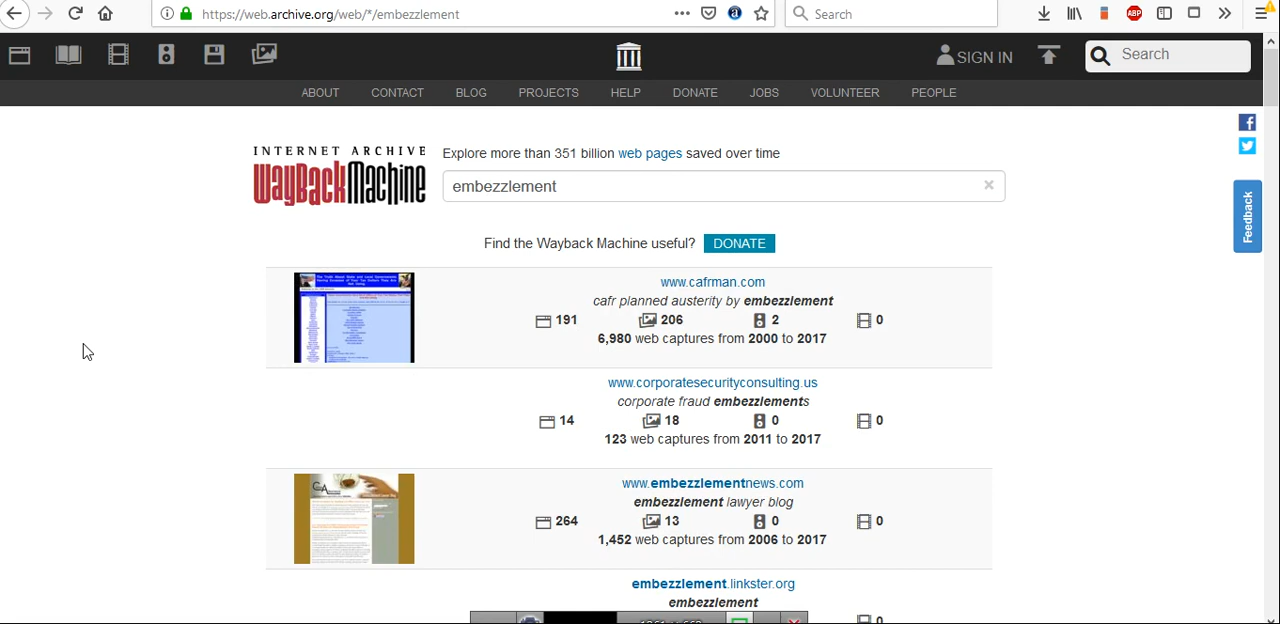 https://web.archive.org/web/*/embezzlement
Search
ABP
SIGN IN
Search
ABOUT CONTACT BLOG PROJECTS HELP DONATE JOBS VOLUNTEER PEOPLE
INTERNET ARCHIVE
WayBackMachine
Explore more than 351 billion web pages saved over time
embezzlement
Feedback
Find the Wayback Machine useful? DONATE
www.cafrman.com
cafr planned austerity by embezzlement
191 206 2 0
6,980 web captures from 2000 to 2017
www.corporatesecurityconsulting.us
corporate fraud embezzlements
14 18 0 0
123 web captures from 2011 to 2017
www.embezzlementnews.com
embezzlement lawyer blog
264 13 0 0
1,452 web captures from 2006 to 2017
embezzlement.linkster.org
embezzlement